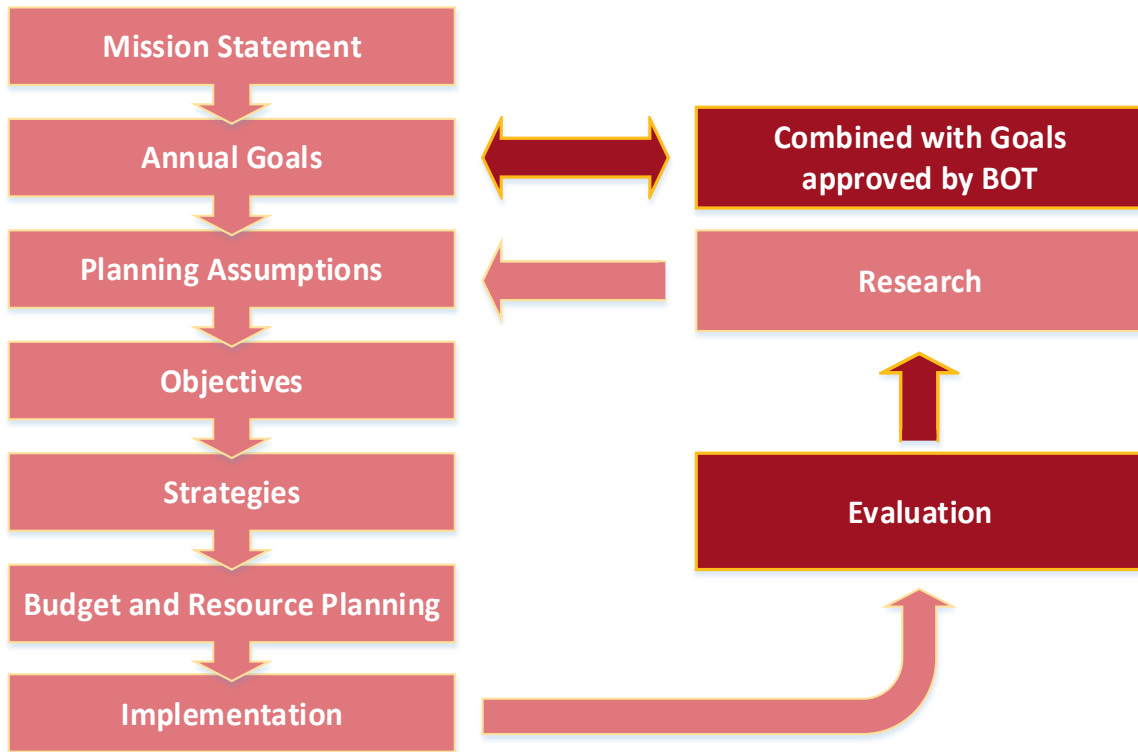 Mission Statement
Annual Goals
Planning Assumptions
Objectives
Strategies
Budget and Resource Planning
Implementation
Combined with Goals
approved by BOT
Research
Evaluation